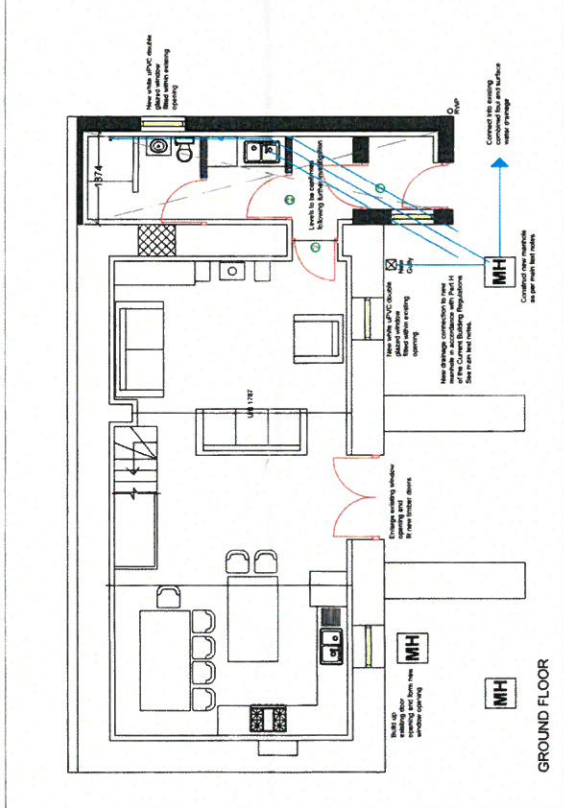 New white uPVC double
glazed window
fitted within existing
opening
1874
RWP
Levels to be confirmed
following further investigation
Connect into existing
combined foul and surface
water drainage
New
Gully
MH
Construct new manhole
as per main text notes
New white uPVC double
glazed window
fitted within existing
opening
New drainage connection to new
manhole in accordance with Part H
of the Current Building Regulations
See main text notes.
Enlarge existing window
opening and
fit new timber doors
Build up
existing door
opening and form new
window opening
MH
MH
GROUND FLOOR